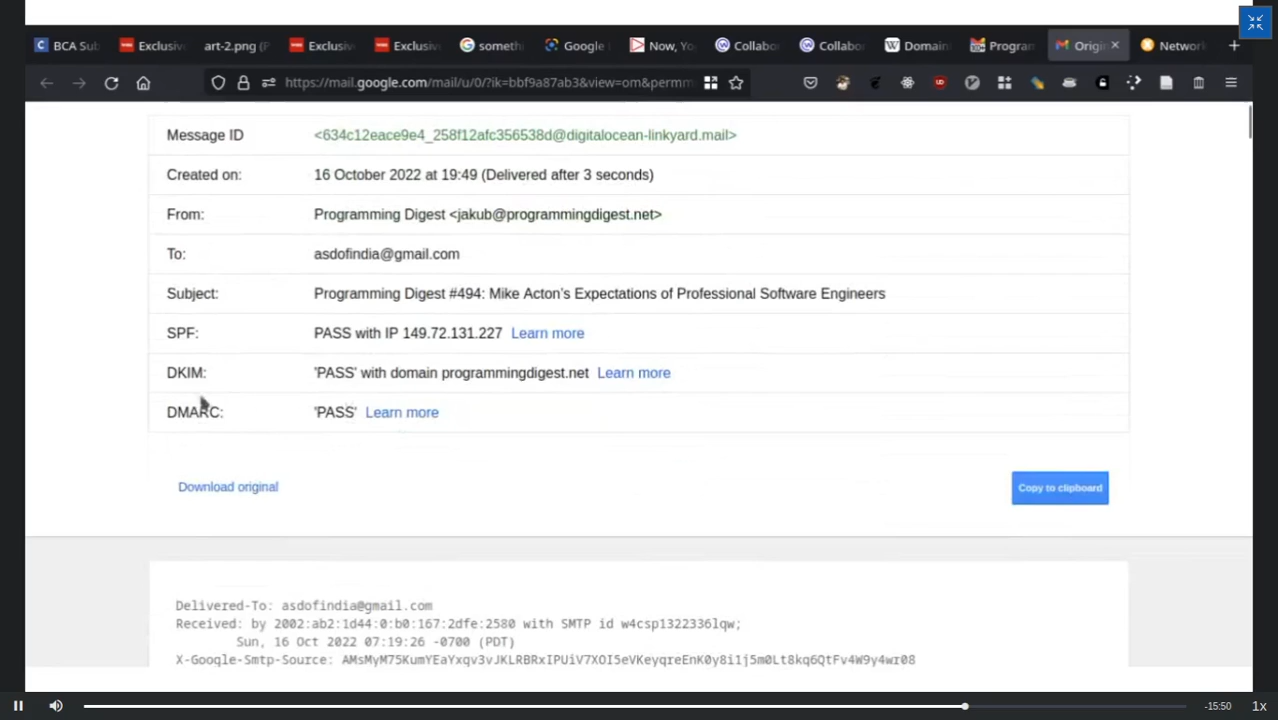 BCA Sub
Exclusive
art-2.png (P
Exclusiv
Exclusiv
someth
Google
Now, Yo
Collabo
Collabo
Domain
Program
Origin
Network
https://mail.google.com/mail/u/0/?ik=bbf9a87ab3&view=om&permm
Message ID <634c12eace9e4_258f12afc356538d@digitalocean-linkyard.mail>
Created on: 16 October 2022 at 19:49 (Delivered after 3 seconds)
From: Programming Digest <jakub@programmingdigest.net>
To: asdofindia@gmail.com
Subject: Programming Digest #494: Mike Acton's Expectations of Professional Software Engineers
SPF: PASS with IP 149.72.131.227 Learn more
DKIM: 'PASS' with domain programmingdigest.net Learn more
DMARC: 'PASS' Learn more
Download original
Copy to clipboard
Delivered-To: asdofindia@gmail.com
Received: by 2002:ab2:1d44:0:b0:167:2dfe:2580 with SMTP id w4csp1322336lqw;
Sun, 16 Oct 2022 07:19:26 -0700 (PDT)
X-Google-Smtp-Source: AMsMyM75KumYEaYxqv3vJKLRBRxIPUiV7XOI5eVKeyqreEnK0y8i1j5m0Lt8kq6QtFv4W9y4wr08
-15:50
1x